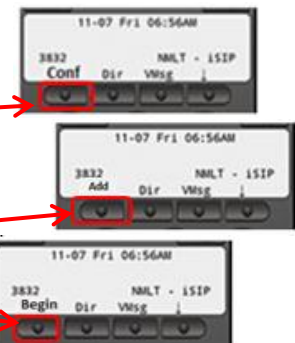 11-07 Fri 06:56AM
3832 NMLT - iSIP
Conf Dir VMsg ↓
11-07 Fri 06:56AM
3832 NMLT - iSIP
Add Dir VMsg ↓
11-07 Fri 06:56AM
3832 NMLT - iSIP
Begin Dir VMsg ↓